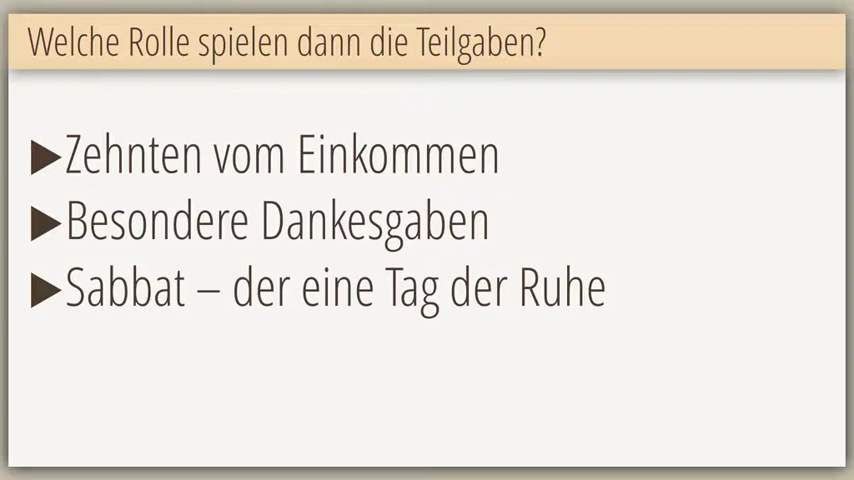 Welche Rolle spielen dann die Teilgaben?
▶Zehnten vom Einkommen
▶Besondere Dankesgaben
▶Sabbat – der eine Tag der Ruhe